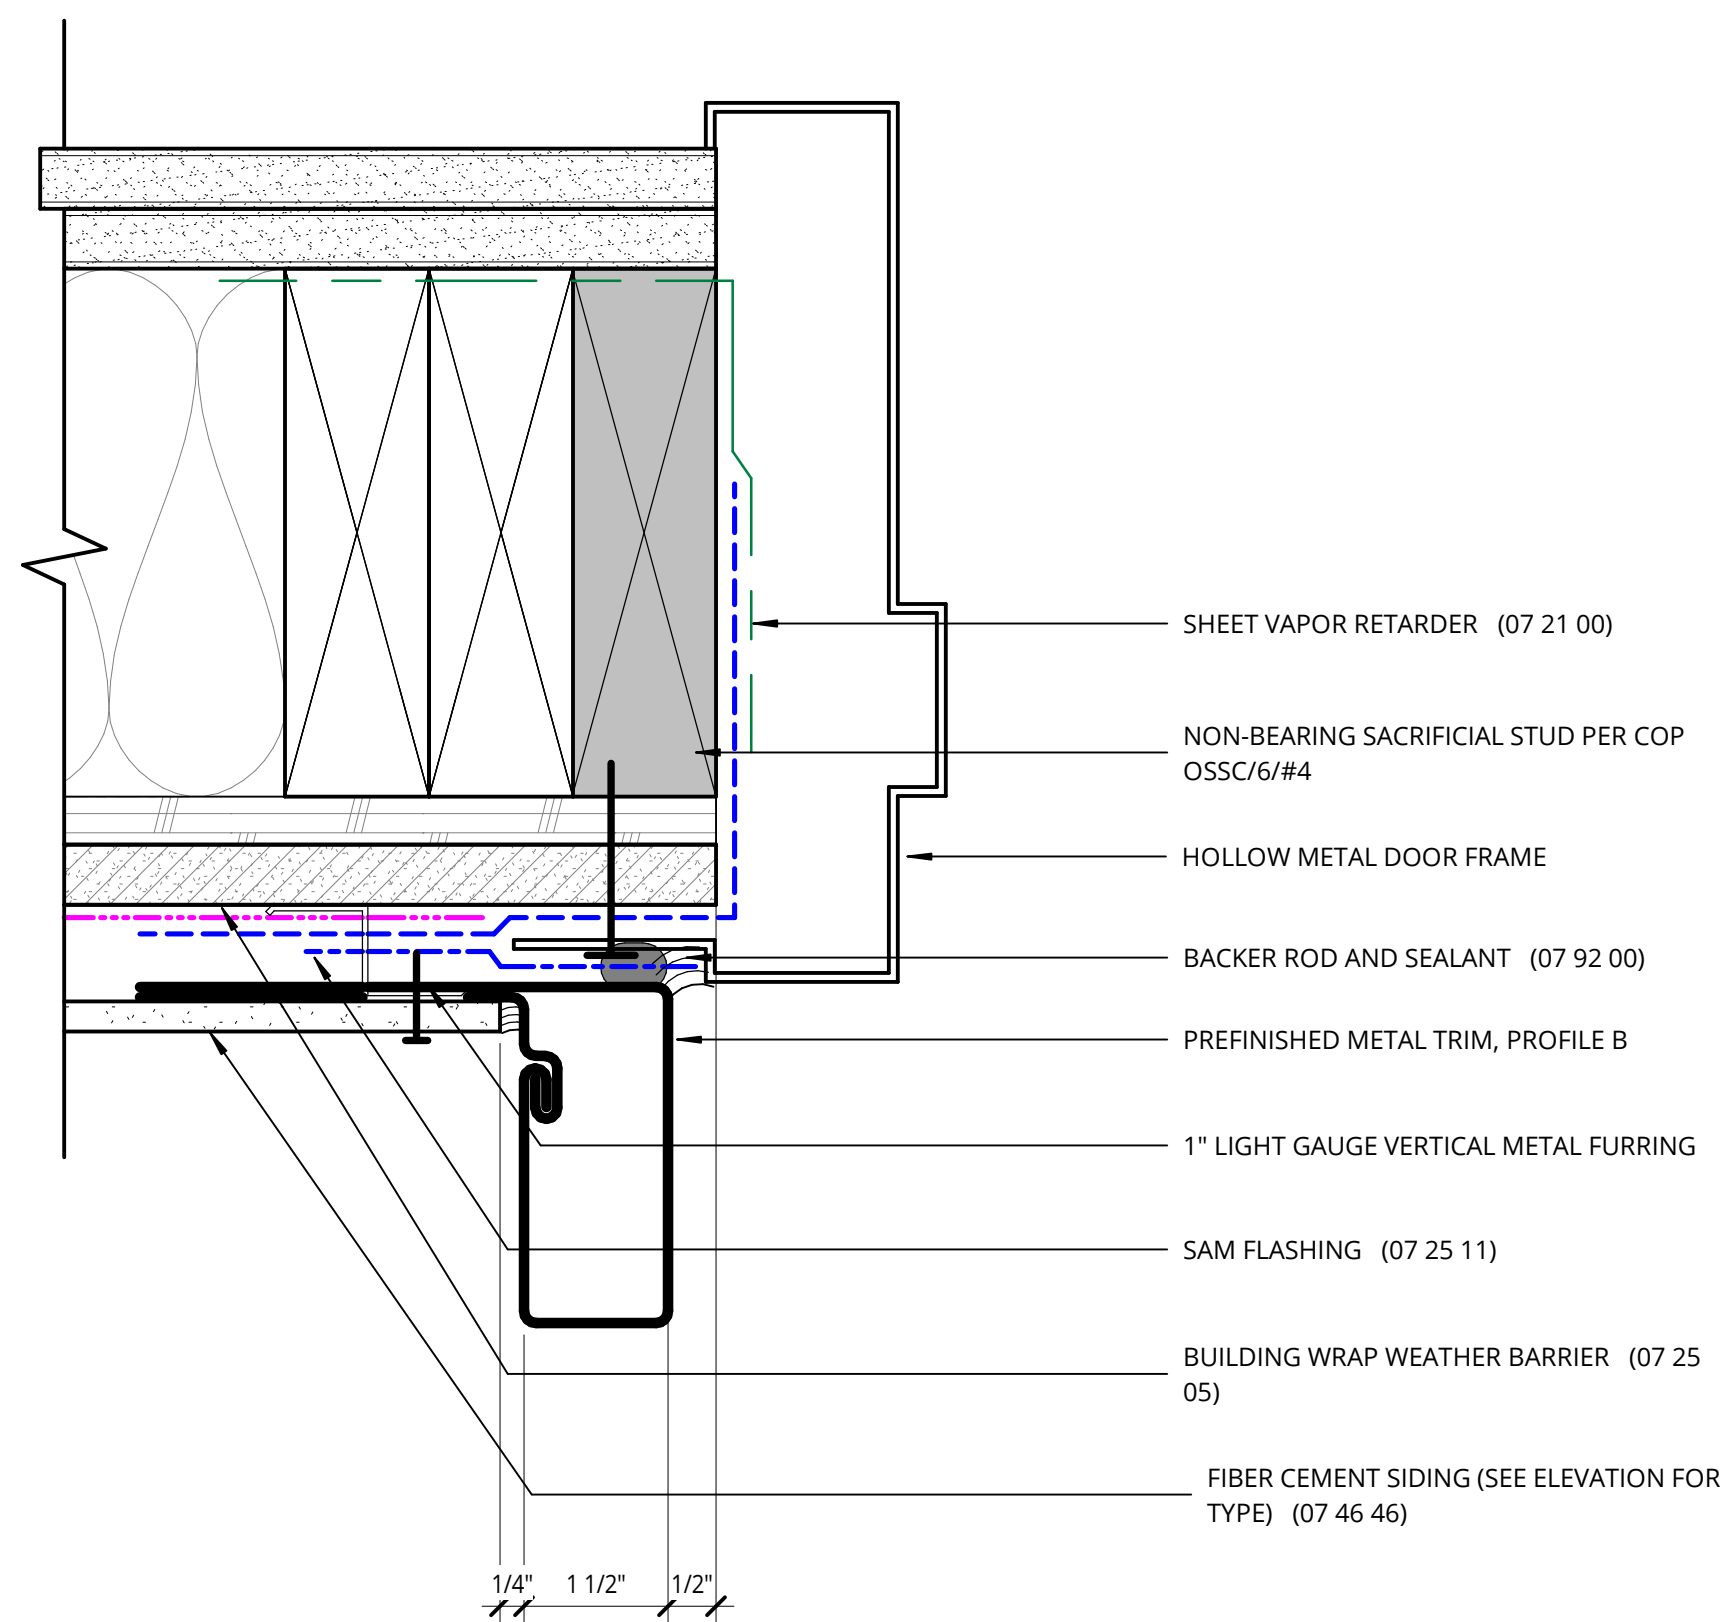 SHEET VAPOR RETARDER (07 21 00)
NON-BEARING SACRIFICIAL STUD PER COP
OSSC/6/#4
HOLLOW METAL DOOR FRAME
BACKER ROD AND SEALANT (07 92 00)
PREFINISHED METAL TRIM, PROFILE B
1" LIGHT GAUGE VERTICAL METAL FURRING
SAM FLASHING (07 25 11)
BUILDING WRAP WEATHER BARRIER (07 25
05)
FIBER CEMENT SIDING (SEE ELEVATION FOR
TYPE) (07 46 46)
1/4" 1 1/2" 1/2"